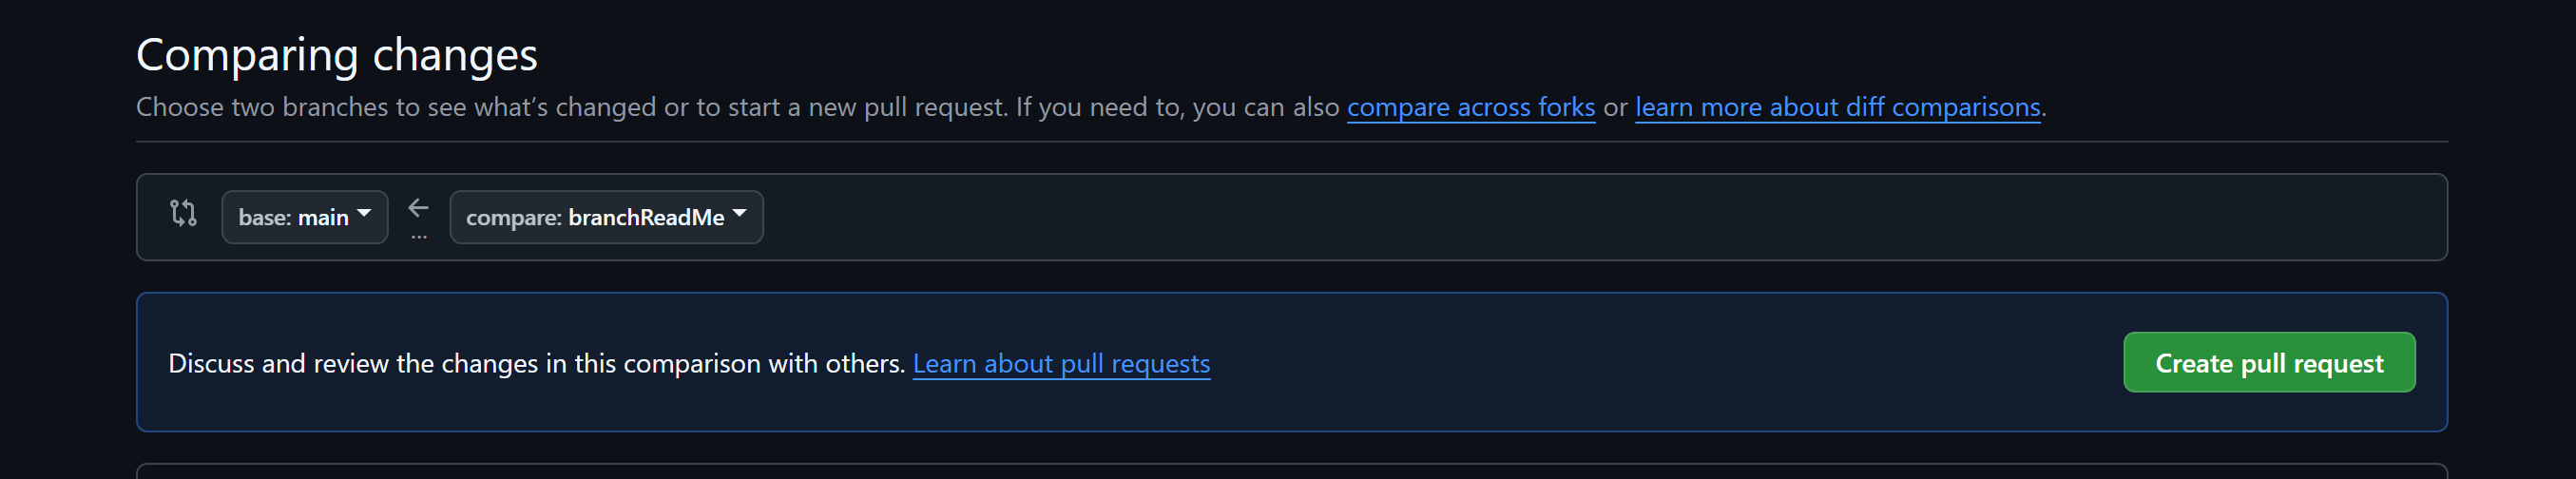 Comparing changes
Choose two branches to see what’s changed or to start a new pull request. If you need to, you can also compare across forks or learn more about diff comparisons.
base: main ← compare: branchReadMe
...
Discuss and review the changes in this comparison with others. Learn about pull requests
Create pull request